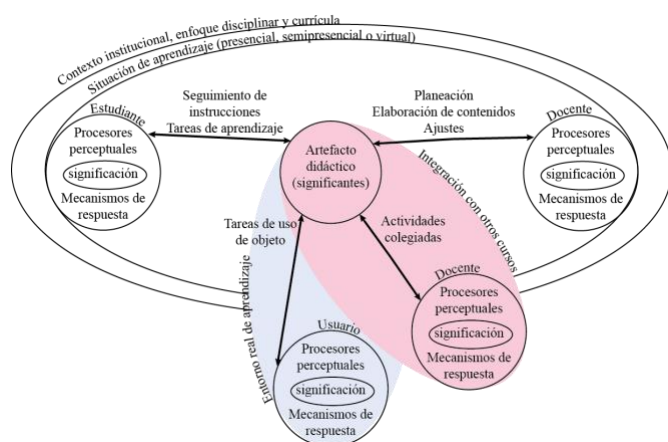 Contexto institucional, enfoque disciplinar y currícula
Situación de aprendizaje (presencial, semipresencial o virtual)
Estudiante
Procesores
perceptuales
significación
Mecanismos de
respuesta
Seguimiento de
instrucciones
Tareas de aprendizaje
Artefacto
didáctico
(significantes)
Planeación
Elaboración de contenidos
Ajustes
Docente
Procesores
perceptuales
significación
Mecanismos de
respuesta
Integración con otros cursos
Tareas de uso
de objeto
Actividades
colegiadas
Docente
Procesores
perceptuales
significación
Mecanismos de
respuesta
Entorno real de aprendizaje
Usuario
Procesores
perceptuales
significación
Mecanismos de
respuesta